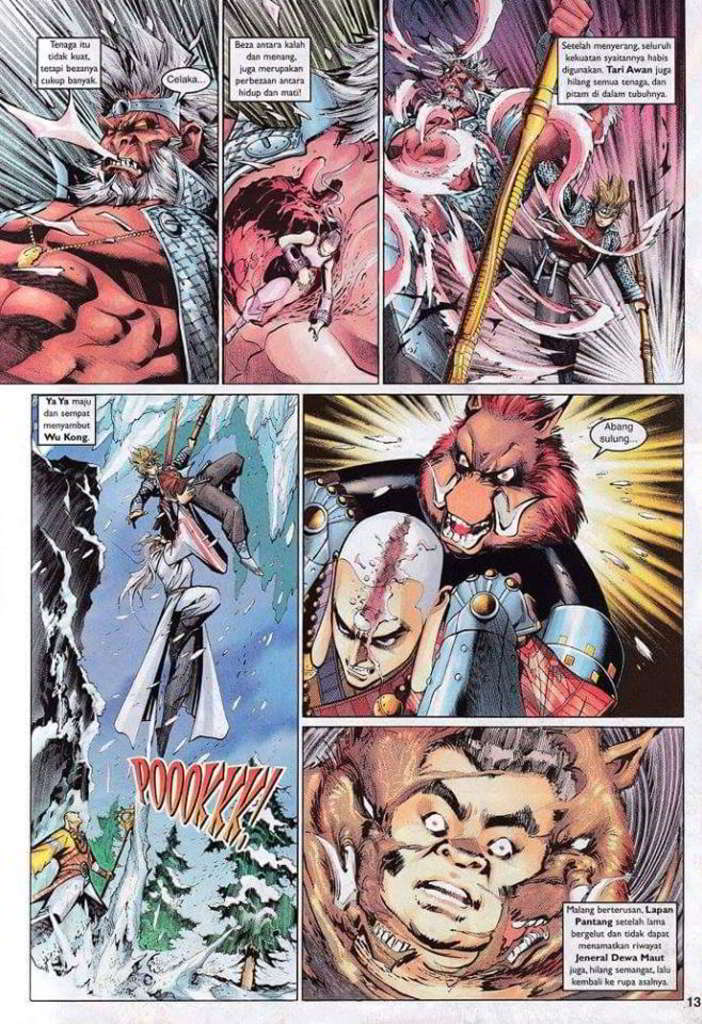 Tenaga itu
tidak kuat,
tetapi bezanya
cukup banyak.
Celaka...
Beza antara kalah
dan menang,
juga merupakan
perbezaan antara
hidup dan mati!
Setelah menyerang, seluruh
kekuatan syaitannya habis
digunakan. Tari Awan juga
hilang semua tenaga, dan
pitam di dalam tubuhnya.
Ya Ya maju
dan sempat
menyambut
Wu Kong.
POOOKKK!
Abang
sulung...
Malang berterusan, Lapan
Pantang setelah lama
bergelut dan tidak dapat
menamatkan riwayat
Jeneral Dewa Maut
juga, hilang semangat, lalu
kembali ke rupa asalnya.
13